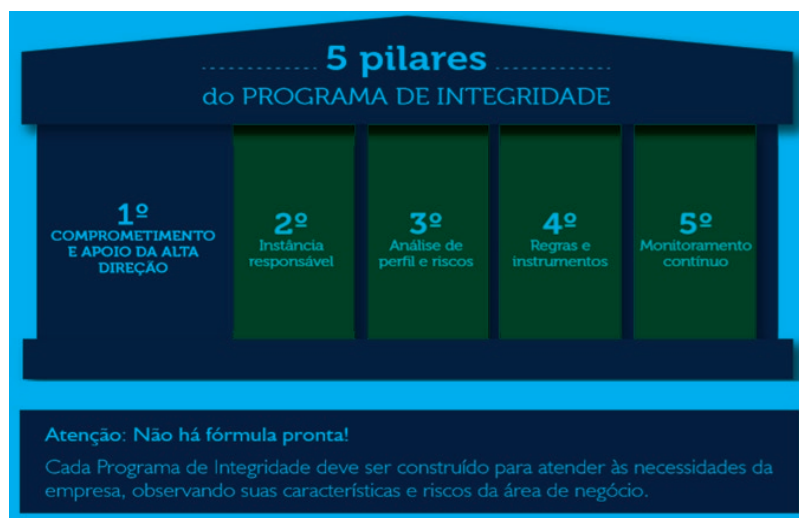 5 pilares
do PROGRAMA DE INTEGRIDADE
1º
COMPROMETIMENTO
E APOIO DA ALTA
DIREÇÃO
2º
Instância
responsável
3º
Análise de
perfil e riscos
4º
Regras e
instrumentos
5º
Monitoramento
contínuo
Atenção: Não há fórmula pronta!
Cada Programa de Integridade deve ser construído para atender às necessidades da
empresa, observando suas características e riscos da área de negócio.